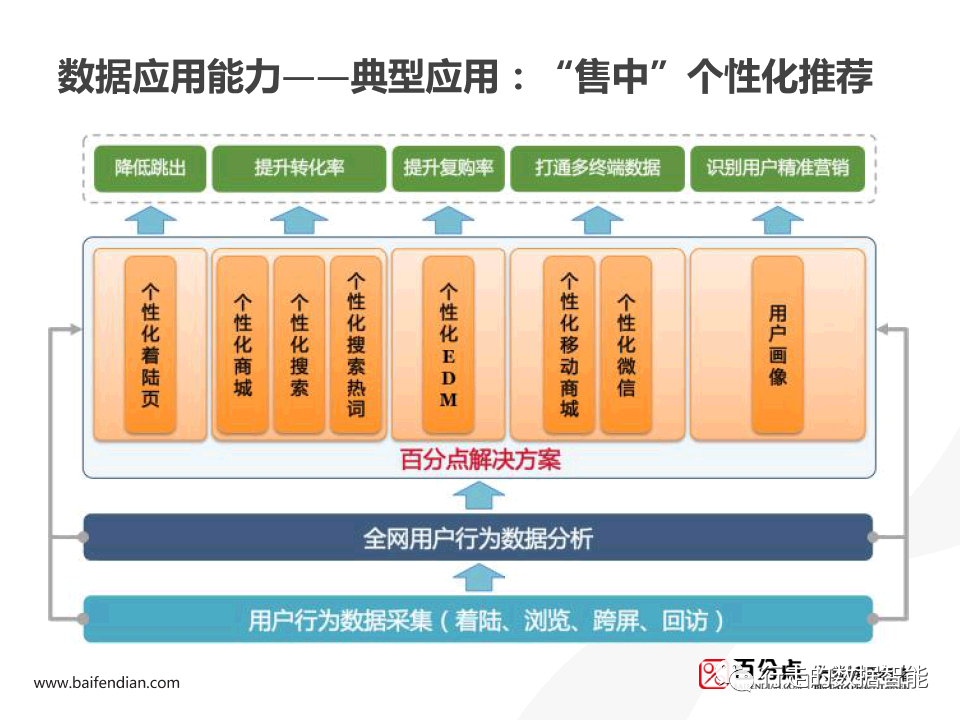 数据应用能力——典型应用：“售中”个性化推荐
降低跳出
提升转化率
提升复购率
打通多终端数据
识别用户精准营销
个性化着陆页
个性化商城
个性化搜索
个性化搜索热词
个性化EDM
个性化移动商城
个性化微信
用户画像
百分点解决方案
全网用户行为数据分析
用户行为数据采集（着陆、浏览、跨屏、回访）
www.baifendian.com
百分点
的数据智能